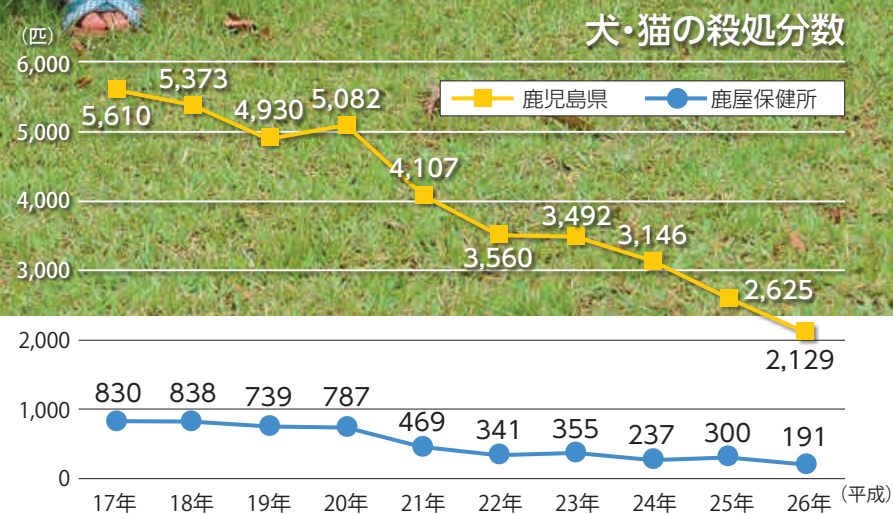 犬・猫の殺処分数
（匹）
6,000
5,000
4,000
3,000
2,000
1,000
0
鹿児島県 鹿屋保健所
5,610 5,373 4,930 5,082 4,107 3,560 3,492 3,146 2,625 2,129
830 838 739 787 469 341 355 237 300 191
17年 18年 19年 20年 21年 22年 23年 24年 25年 26年 （平成）